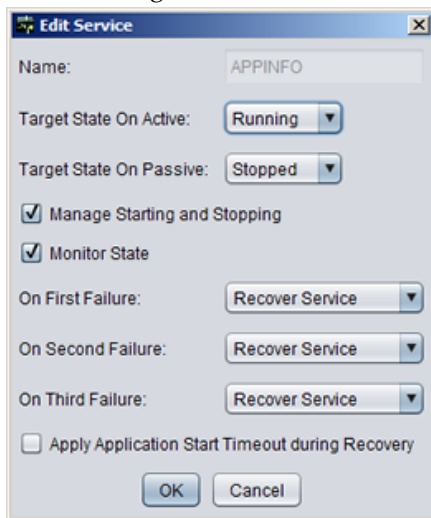 Edit Service
Name: APPINFO
Target State On Active: Running
Target State On Passive: Stopped
Manage Starting and Stopping
Monitor State
On First Failure: Recover Service
On Second Failure: Recover Service
On Third Failure: Recover Service
Apply Application Start Timeout during Recovery
OK Cancel